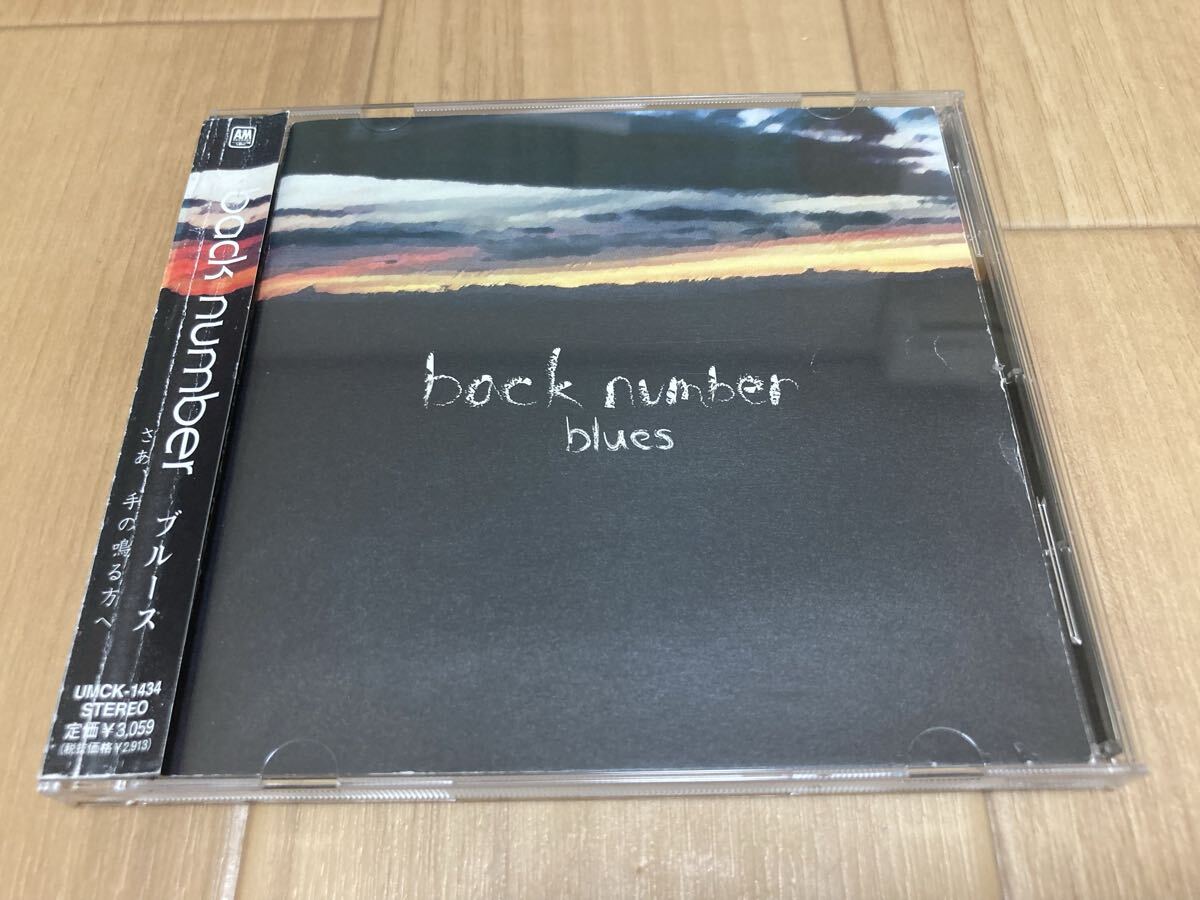 AM
back number
ブルース
さあ、手の鳴る方へ
UMCK-1434
STEREO
定価¥3,059
(税抜価格¥2,913)
back number
blues